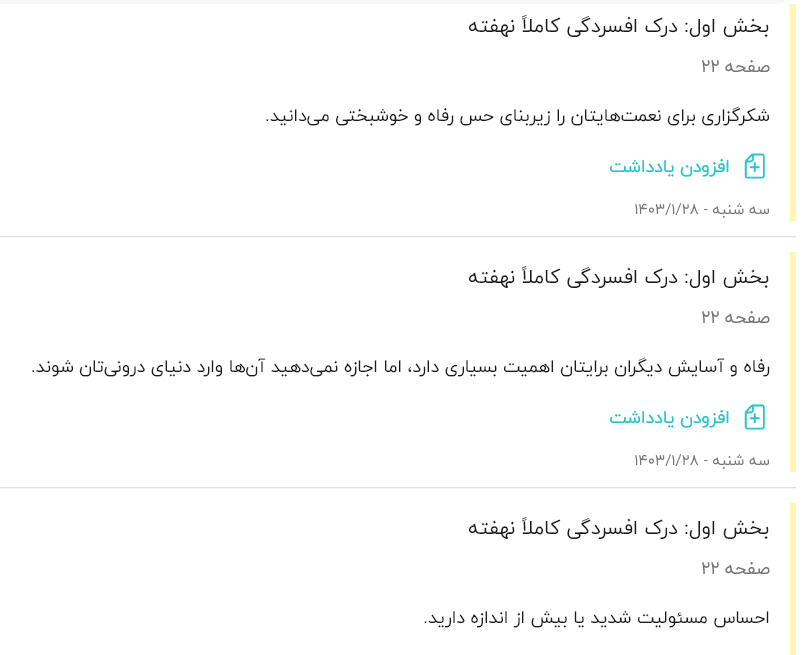 بخش اول: درک افسردگی کاملاً نهفته
صفحه ۲۲
شکرگزاری برای نعمت‌هایتان را زیربنای حس رفاه و خوشبختی می‌دانید.
افزودن یادداشت
سه شنبه - ۱۴۰۳/۱/۲۸
بخش اول: درک افسردگی کاملاً نهفته
صفحه ۲۲
رفاه و آسایش دیگران برایتان اهمیت بسیاری دارد، اما اجازه نمی‌دهید آن‌ها وارد دنیای درونی‌تان شوند.
افزودن یادداشت
سه شنبه - ۱۴۰۳/۱/۲۸
بخش اول: درک افسردگی کاملاً نهفته
صفحه ۲۲
احساس مسئولیت شدید یا بیش از اندازه دارید.